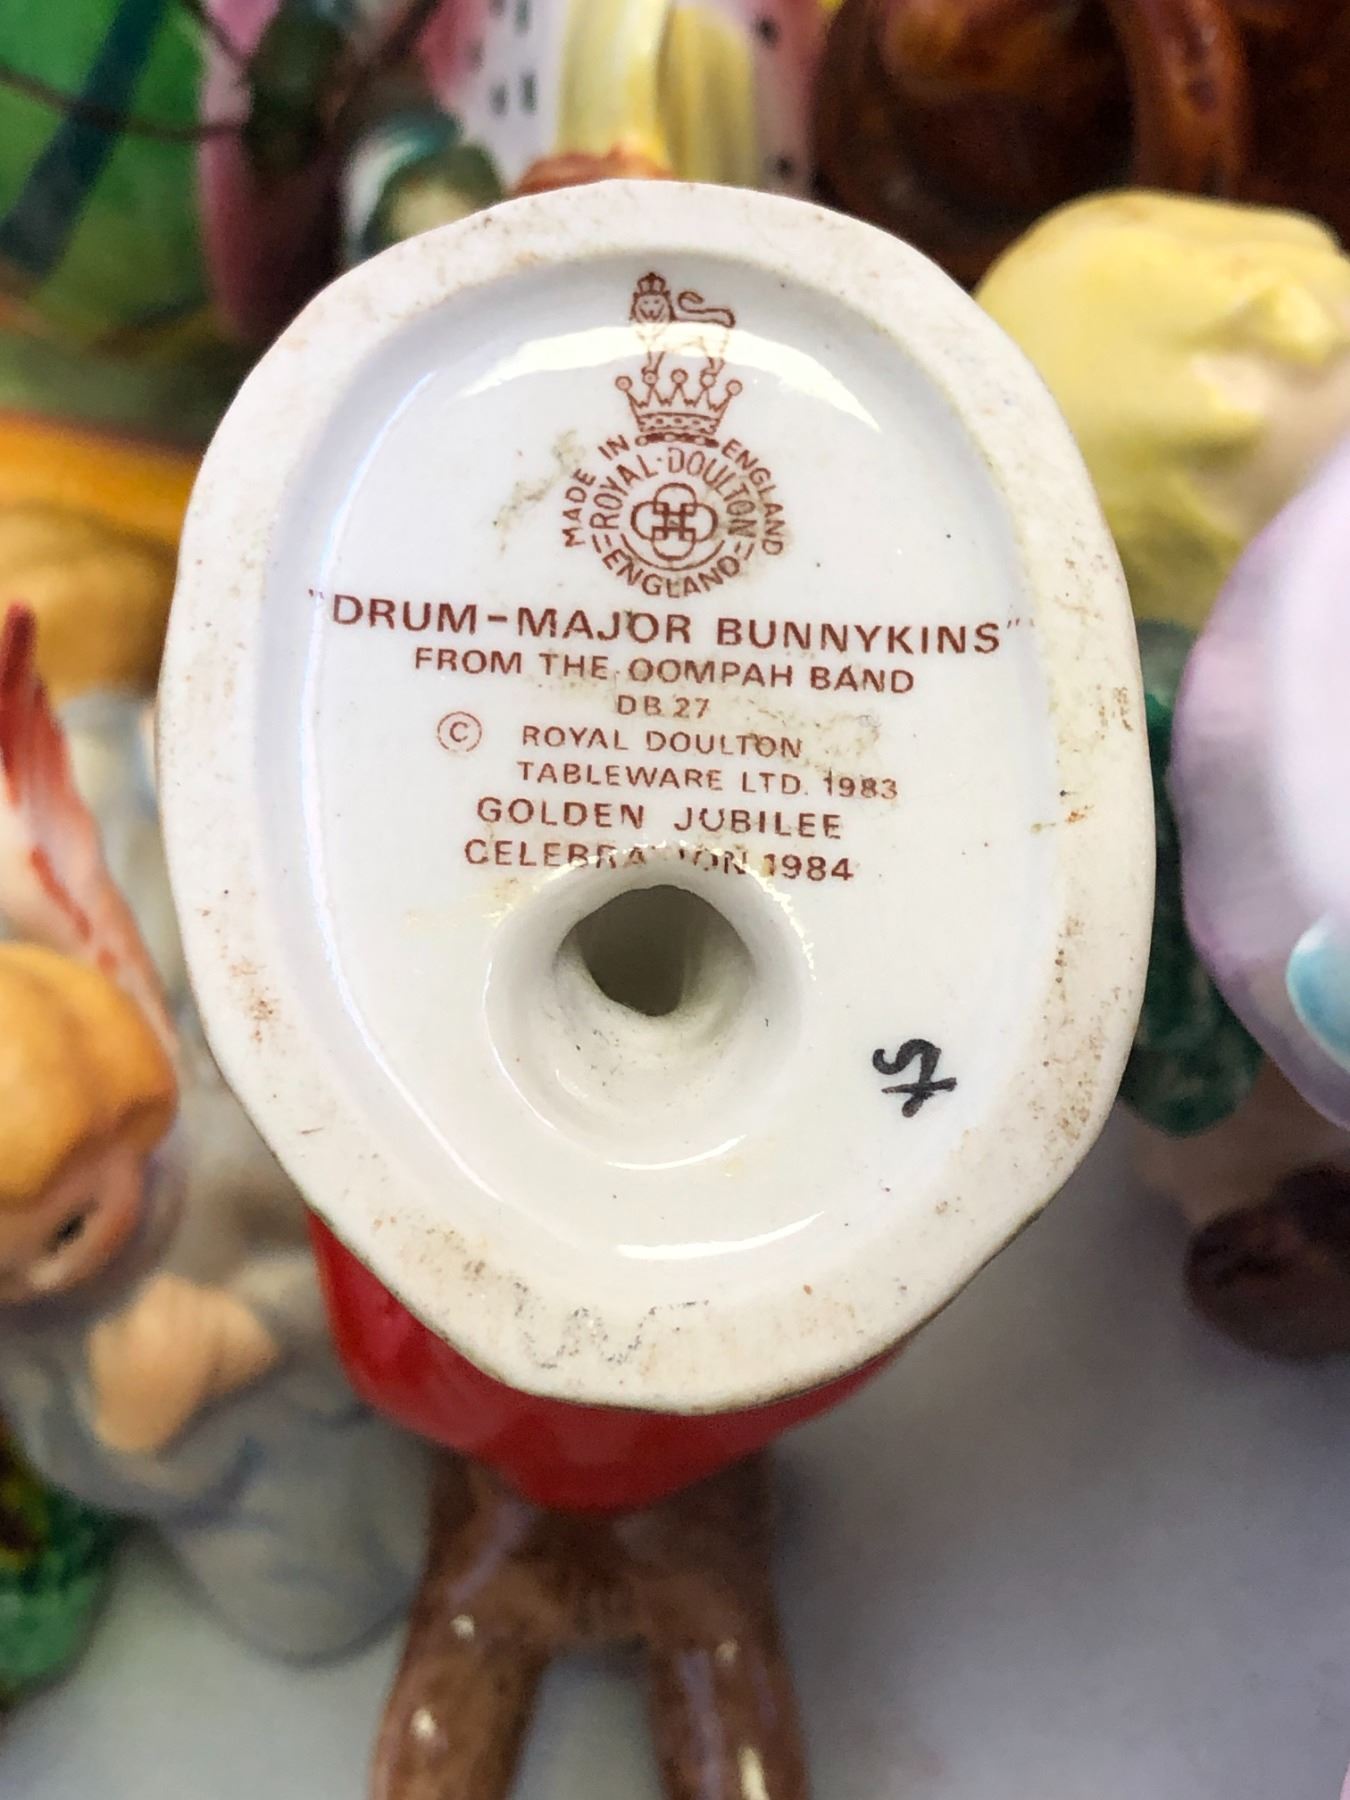 MADE IN ENGLAND
ROYAL·DOULTON
ENGLAND
"DRUM-MAJOR BUNNYKINS"
FROM THE OOMPAH BAND
DB 27
© ROYAL DOULTON
TABLEWARE LTD. 1983
GOLDEN JUBILEE
CELEBRATION 1984